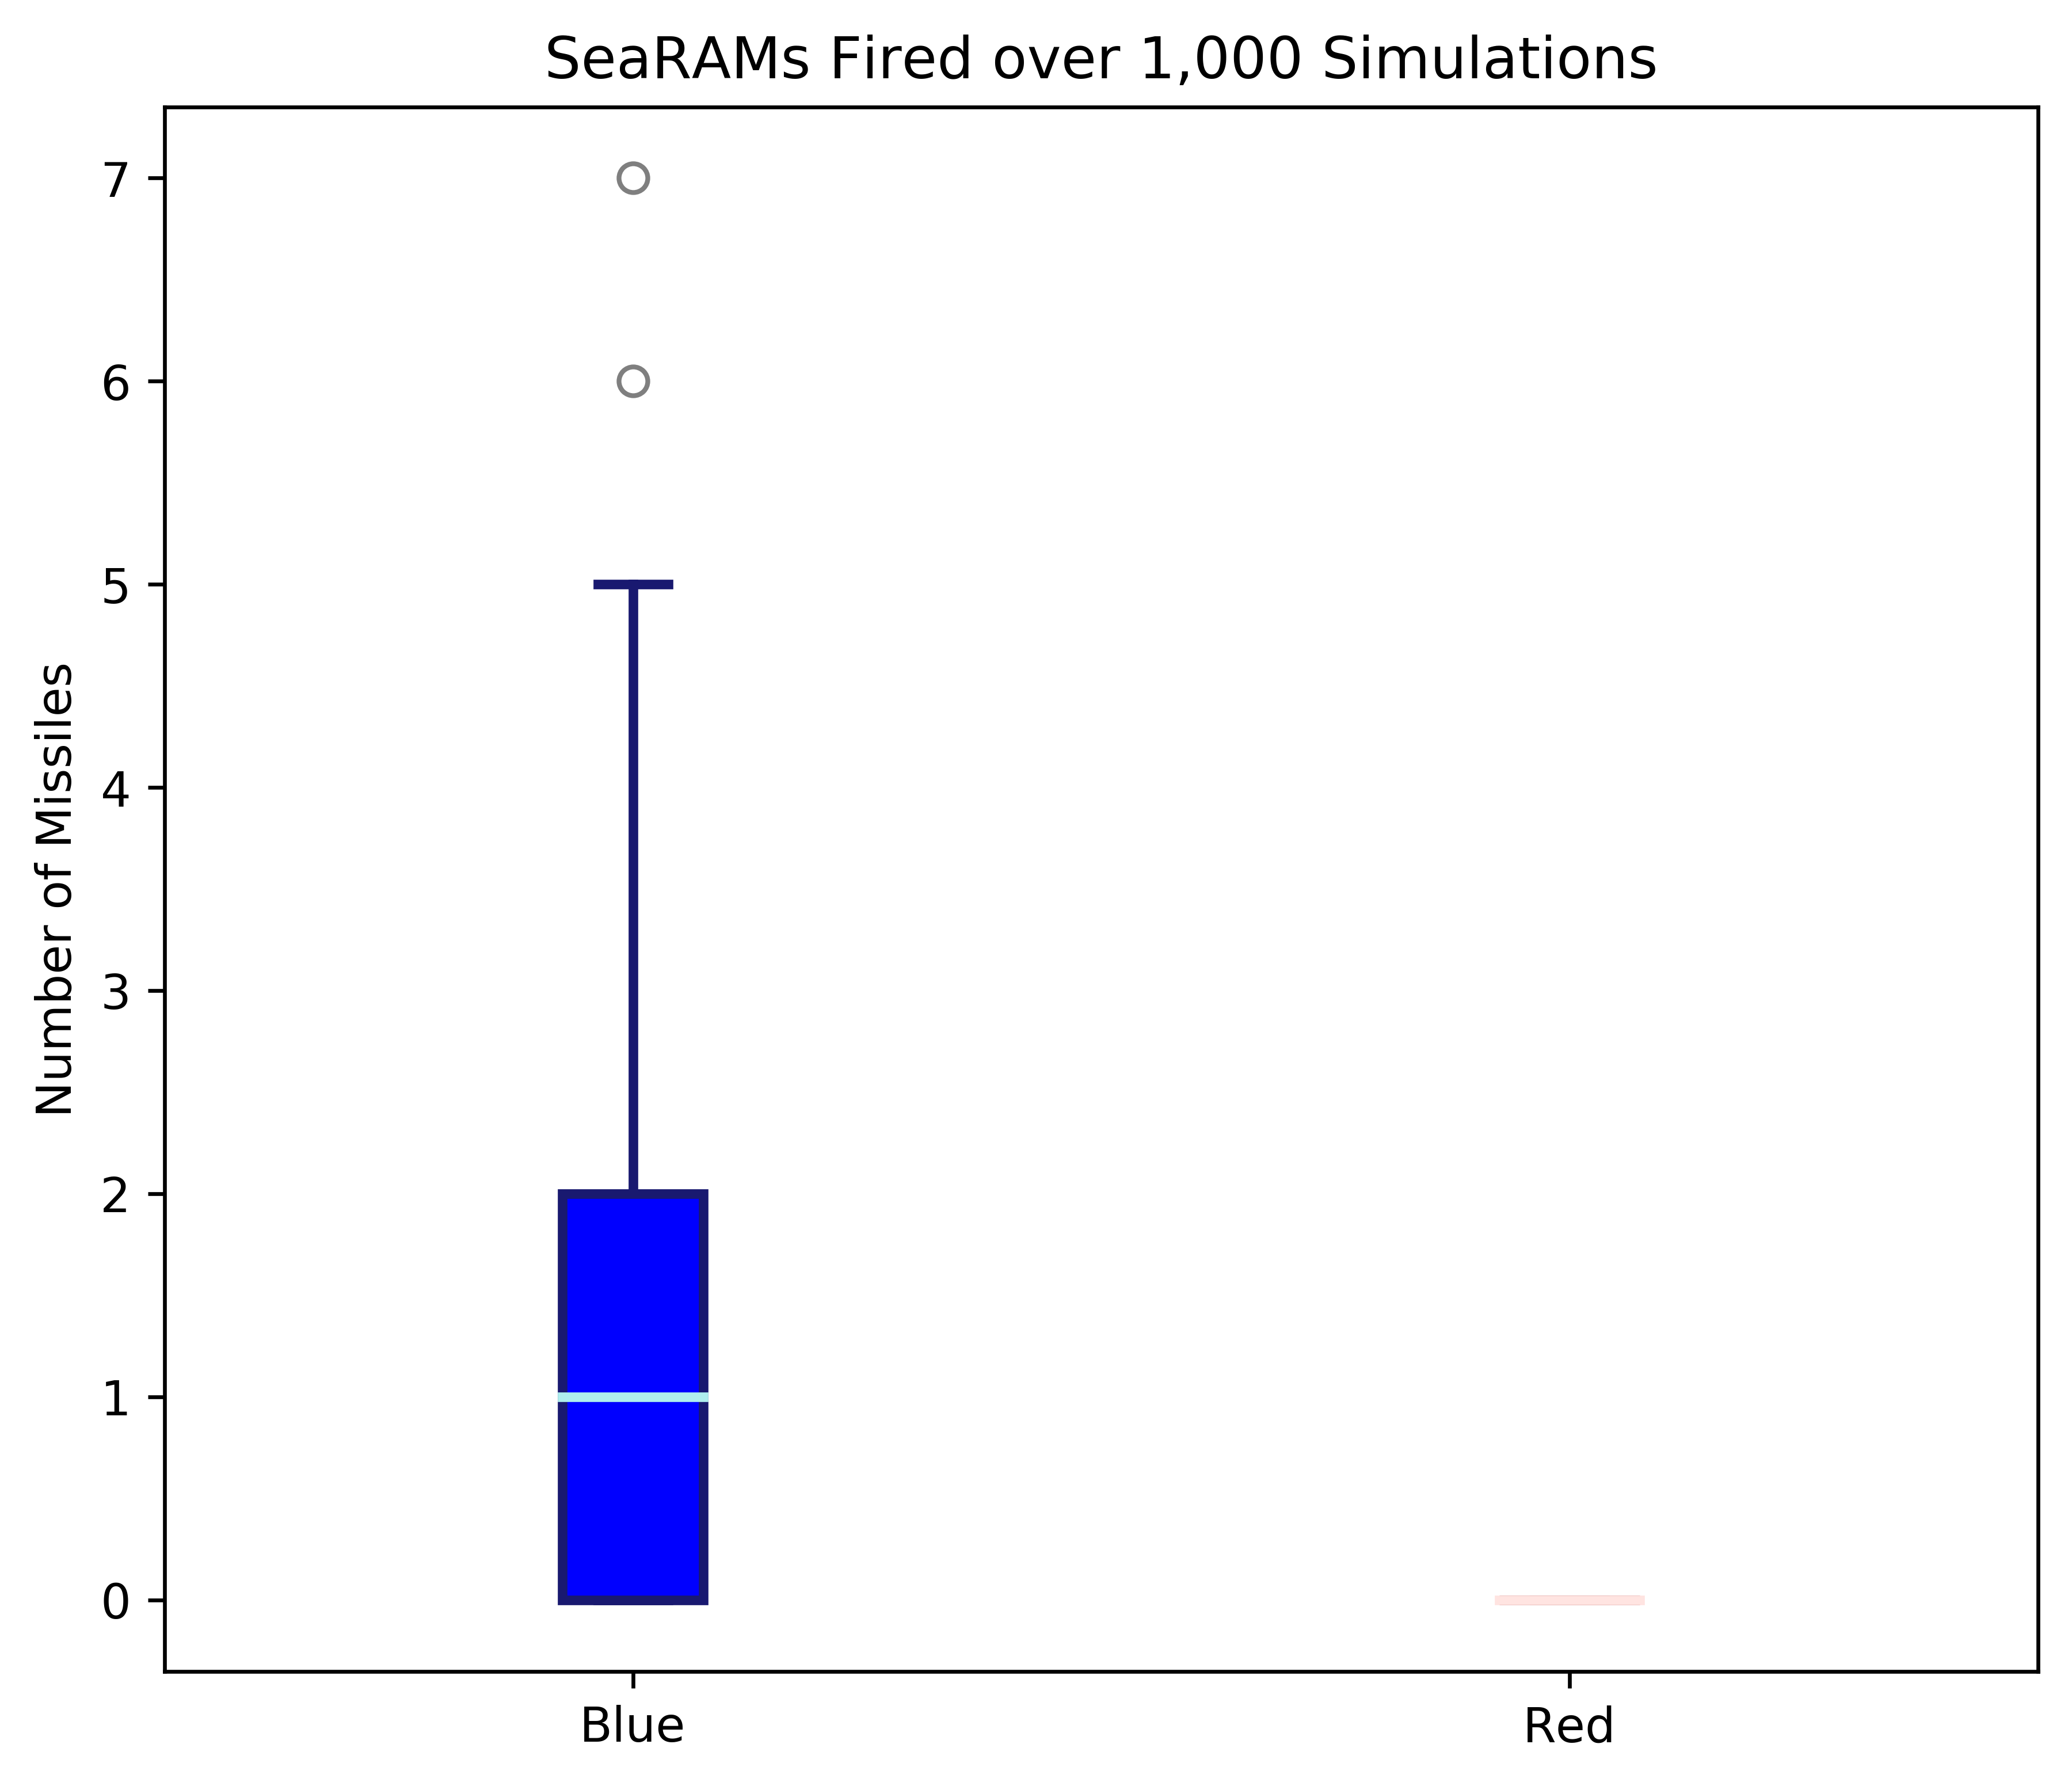 SeaRAMs Fired over 1,000 Simulations
Number of Missiles
7
6
5
4
3
2
1
0
Blue
Red